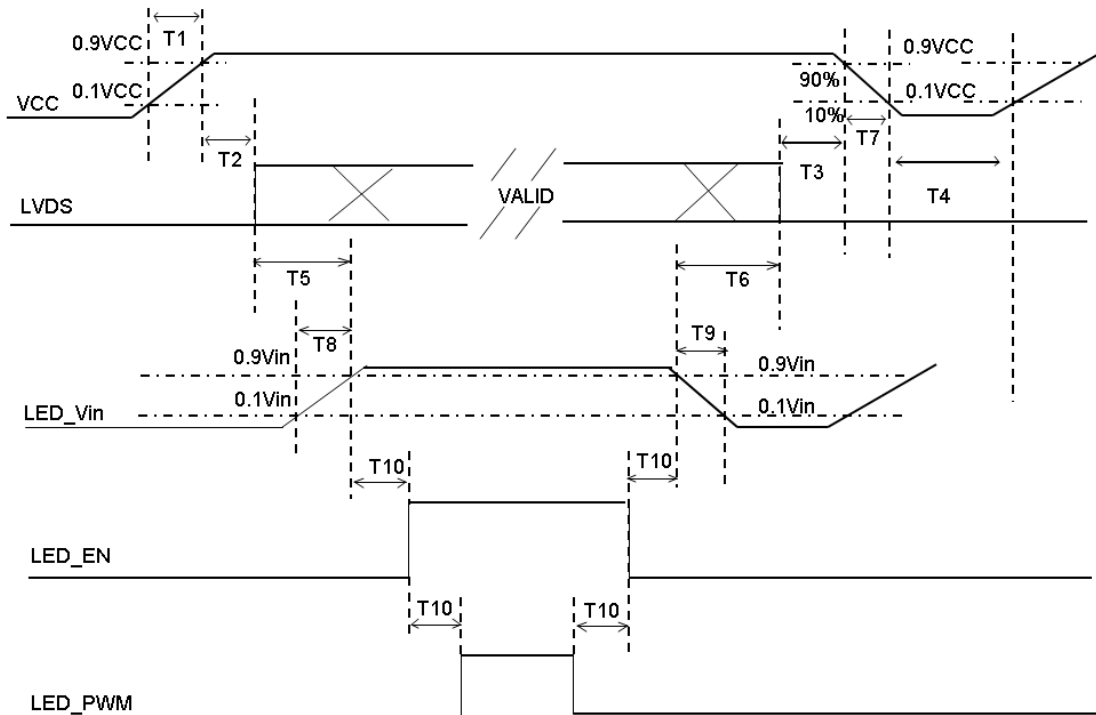 T1
0.9VCC
0.9VCC
90%
0.1VCC
0.1VCC
VCC
10%
T7
T2
T3
VALID
T4
LVDS
T5
T6
T8
T9
0.9Vin
0.9Vin
0.1Vin
0.1Vin
LED_Vin
T10
T10
LED_EN
T10
T10
LED_PWM